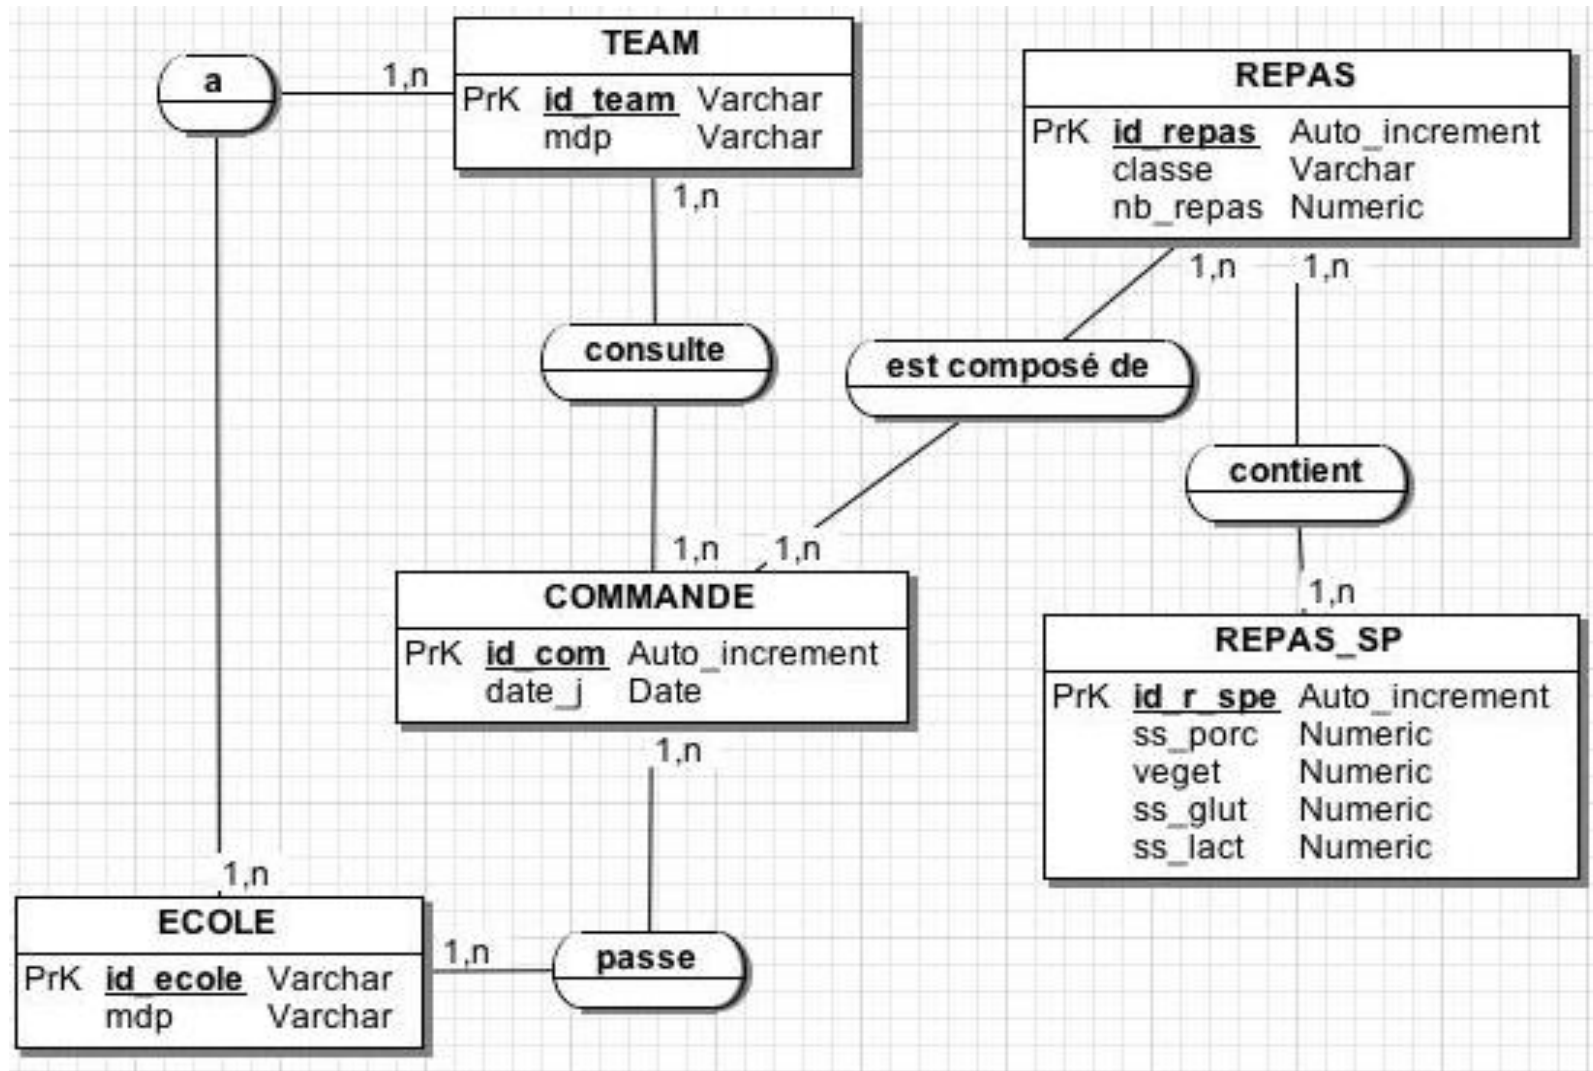 a
1,n
TEAM
PrK id_team Varchar
mdp Varchar
1,n
REPAS
PrK id_repas Auto_increment
classe Varchar
nb_repas Numeric
1,n 1,n
consulte
est composé de
contient
1,n 1,n
COMMANDE
PrK id_com Auto_increment
date_j Date
1,n
1,n
REPAS_SP
PrK id_r_spe Auto_increment
ss_porc Numeric
veget Numeric
ss_glut Numeric
ss_lact Numeric
1,n
ECOLE
PrK id_ecole Varchar
mdp Varchar
1,n
passe